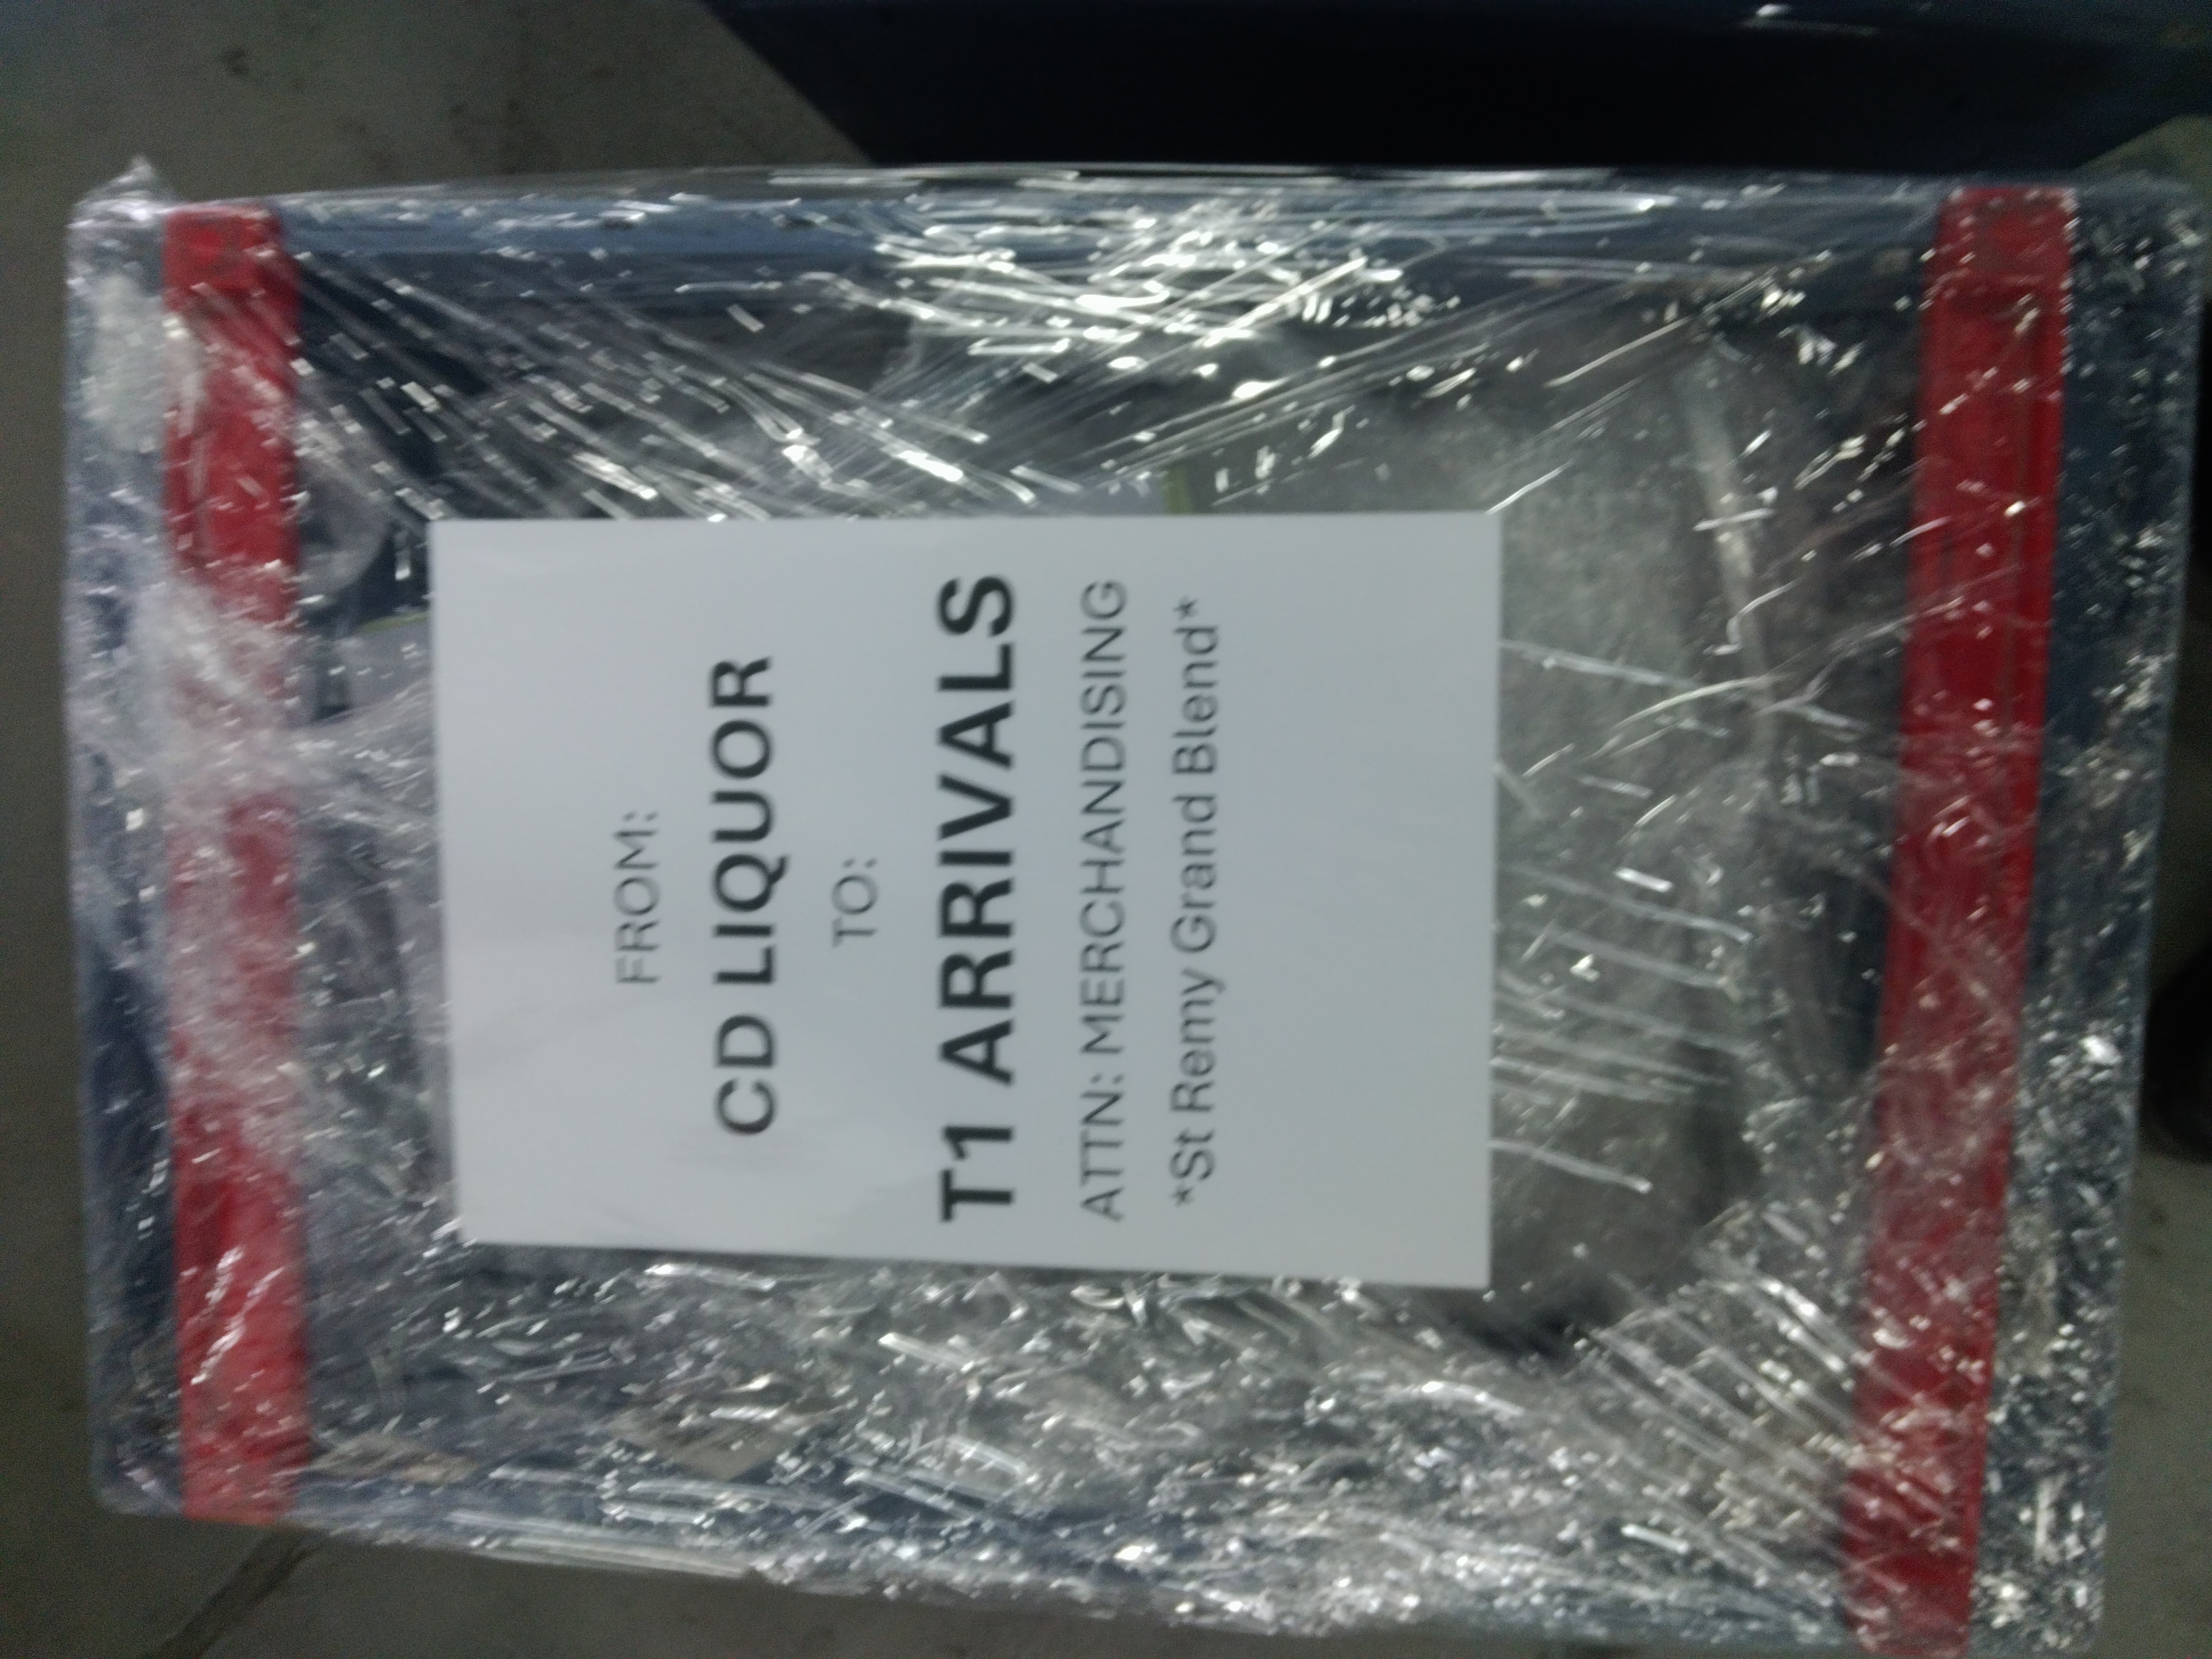 FROM:
CD LIQUOR
TO:
T1 ARRIVALS
ATTN: MERCHANDISING
*St Remy Grand Blend*